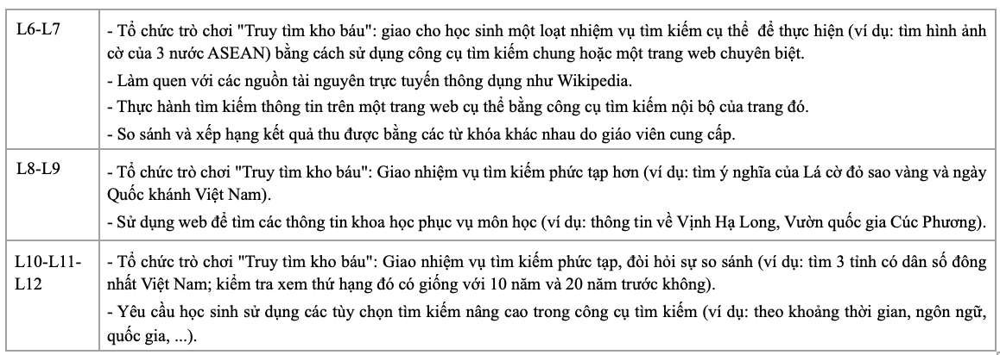 L6-L7
- Tổ chức trò chơi "Truy tìm kho báu": giao cho học sinh một loạt nhiệm vụ tìm kiếm cụ thể để thực hiện (ví dụ: tìm hình ảnh
cờ của 3 nước ASEAN) bằng cách sử dụng công cụ tìm kiếm chung hoặc một trang web chuyên biệt.
- Làm quen với các nguồn tài nguyên trực tuyến thông dụng như Wikipedia.
- Thực hành tìm kiếm thông tin trên một trang web cụ thể bằng công cụ tìm kiếm nội bộ của trang đó.
- So sánh và xếp hạng kết quả thu được bằng các từ khóa khác nhau do giáo viên cung cấp.
L8-L9
- Tổ chức trò chơi "Truy tìm kho báu": Giao nhiệm vụ tìm kiếm phức tạp hơn (ví dụ: tìm ý nghĩa của Lá cờ đỏ sao vàng và ngày
Quốc khánh Việt Nam).
- Sử dụng web để tìm các thông tin khoa học phục vụ môn học (ví dụ: thông tin về Vịnh Hạ Long, Vườn quốc gia Cúc Phương).
L10-L11-
L12
- Tổ chức trò chơi "Truy tìm kho báu": Giao nhiệm vụ tìm kiếm phức tạp, đòi hỏi sự so sánh (ví dụ: tìm 3 tỉnh có dân số đông
nhất Việt Nam; kiểm tra xem thứ hạng đó có giống với 10 năm và 20 năm trước không).
- Yêu cầu học sinh sử dụng các tùy chọn tìm kiếm nâng cao trong công cụ tìm kiếm (ví dụ: theo khoảng thời gian, ngôn ngữ,
quốc gia, ...).